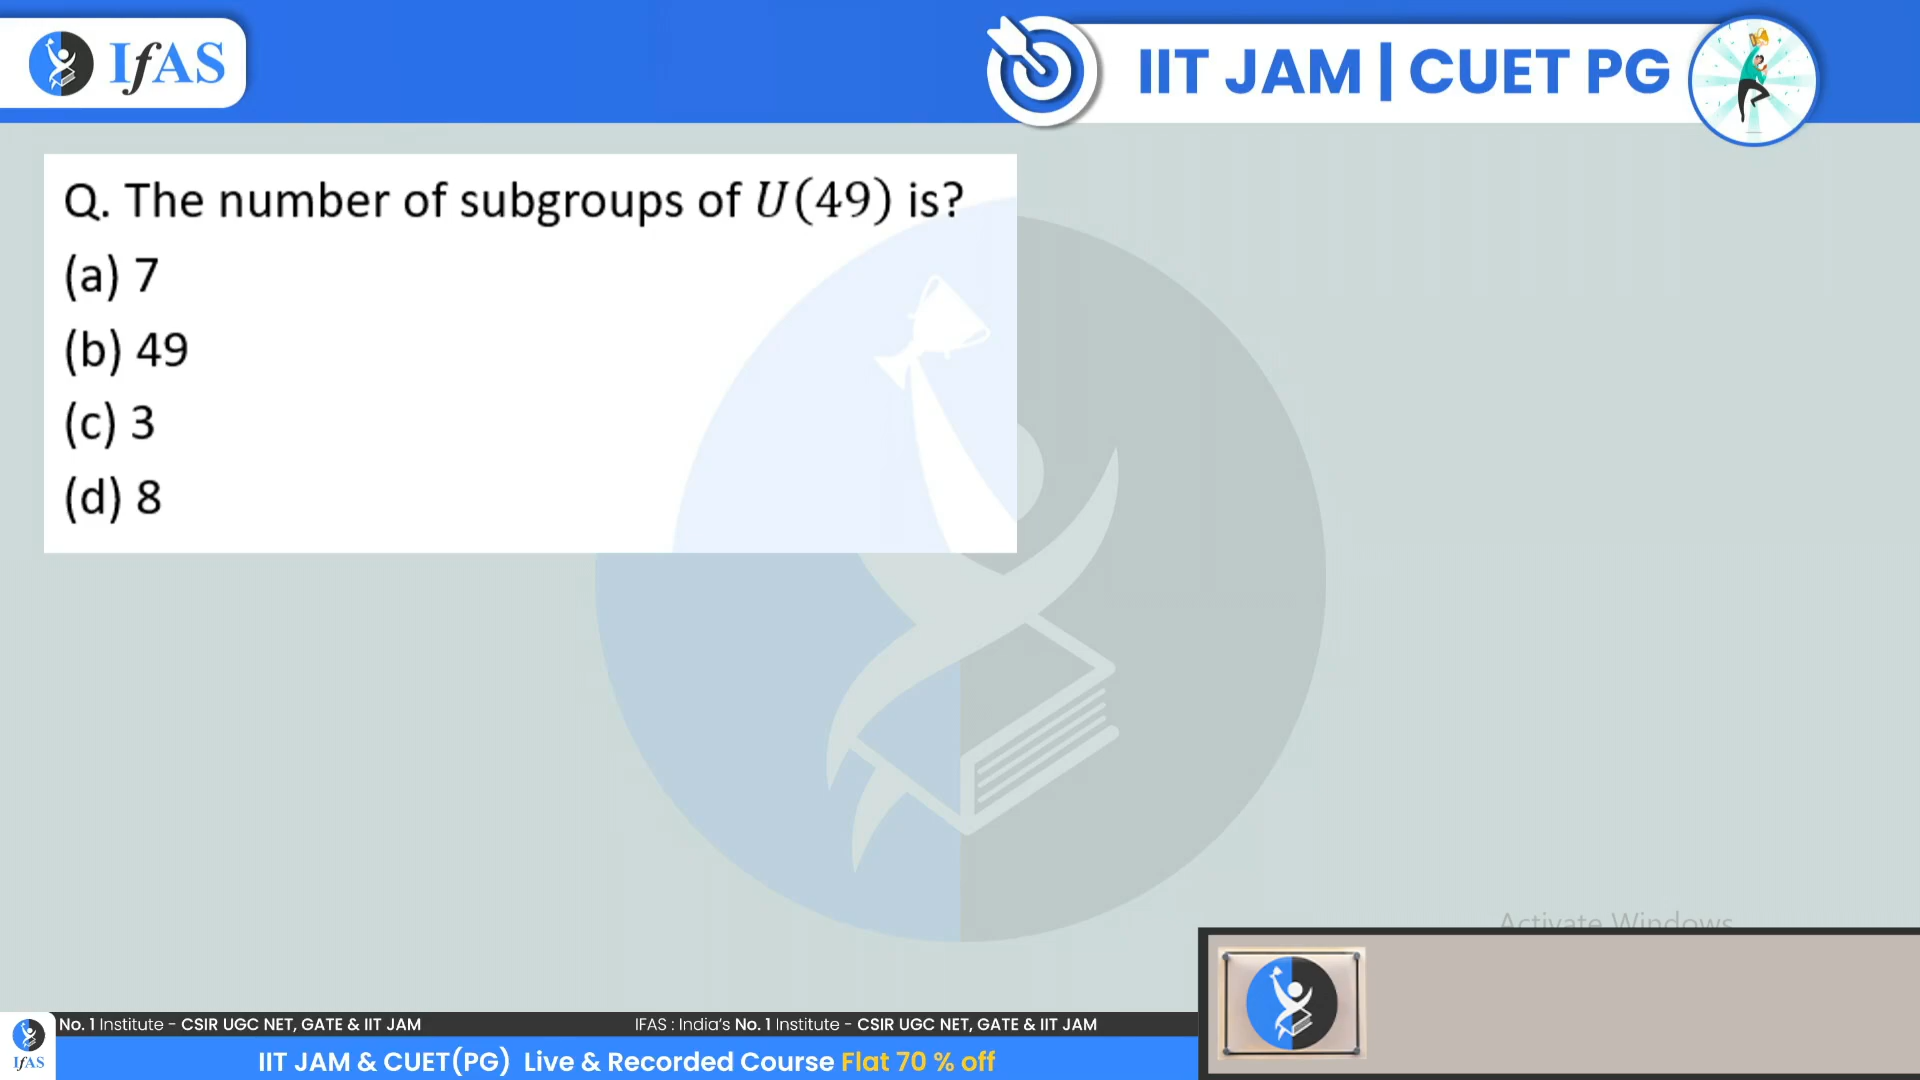 IfAS
IIT JAM | CUET PG
Q. The number of subgroups of U(49) is?
(a) 7
(b) 49
(c) 3
(d) 8
Activate Windows
No. 1 Institute - CSIR UGC NET, GATE & IIT JAM
IFAS : India's No. 1 Institute - CSIR UGC NET, GATE & IIT JAM
IfAS
IIT JAM & CUET(PG) Live & Recorded Course Flat 70 % off